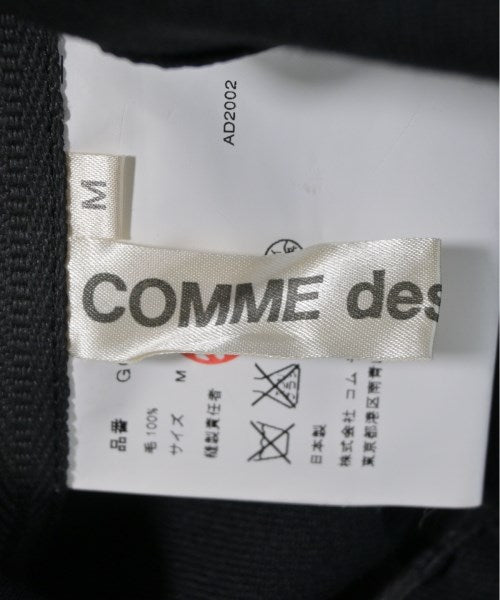 AD2002
M
COMME des
品番 G
毛 100%
サイズ M
縫製責任者
日本製
株式会社 コム
東京都港区南青